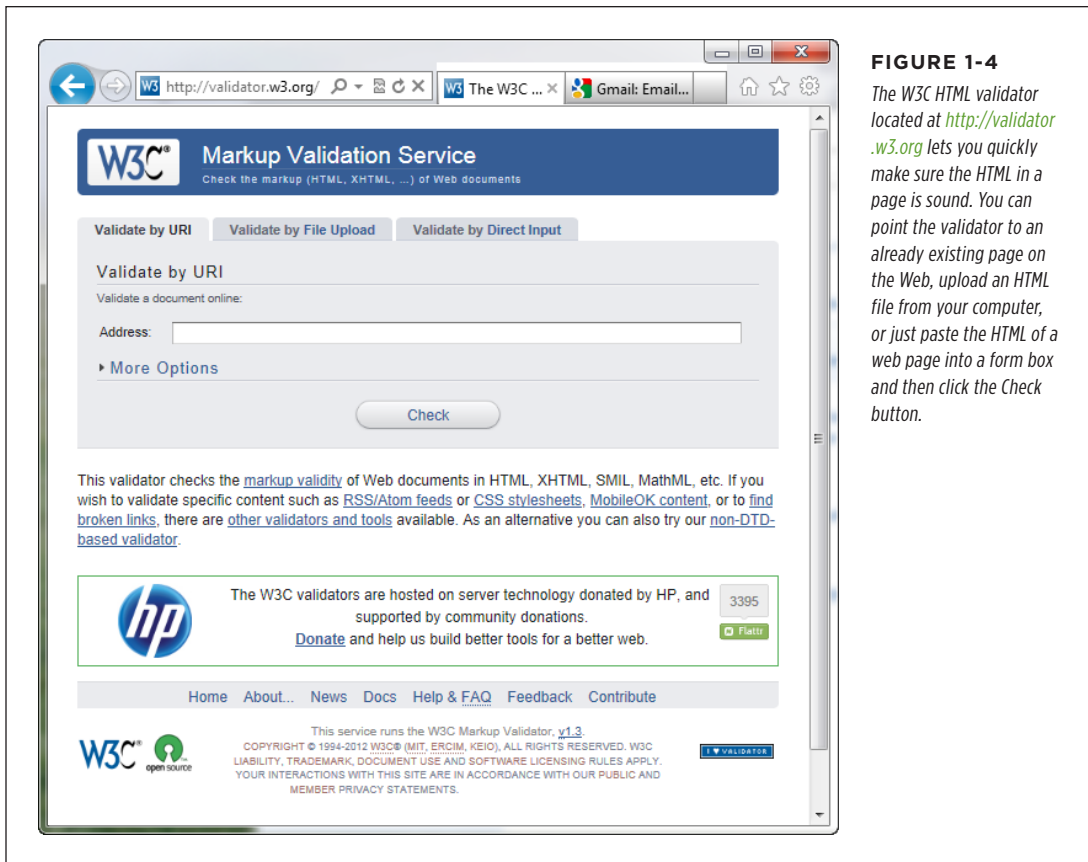 http://validator.w3.org/
W3 The W3C ...
Gmail: Email...
W3C®
Markup Validation Service
Check the markup (HTML, XHTML, ...) of Web documents
Validate by URI
Validate by File Upload
Validate by Direct Input
Validate by URI
Validate a document online:
Address:
More Options
Check
This validator checks the markup validity of Web documents in HTML, XHTML, SMIL, MathML, etc. If you
wish to validate specific content such as RSS/Atom feeds or CSS stylesheets, MobileOK content, or to find
broken links, there are other validators and tools available. As an alternative you can also try our non-DTD-
based validator.
hp
The W3C validators are hosted on server technology donated by HP, and
supported by community donations.
Donate and help us build better tools for a better web.
3395
Flattr
Home About... News Docs Help & FAQ Feedback Contribute
W3C®
open source
This service runs the W3C Markup Validator, v1.3.
COPYRIGHT © 1994-2012 W3C® (MIT, ERCIM, KEIO), ALL RIGHTS RESERVED. W3C
LIABILITY, TRADEMARK, DOCUMENT USE AND SOFTWARE LICENSING RULES APPLY.
YOUR INTERACTIONS WITH THIS SITE ARE IN ACCORDANCE WITH OUR PUBLIC AND
MEMBER PRIVACY STATEMENTS.
I ♥ VALIDATOR
FIGURE 1-4
The W3C HTML validator
located at http://validator
.w3.org lets you quickly
make sure the HTML in a
page is sound. You can
point the validator to an
already existing page on
the Web, upload an HTML
file from your computer,
or just paste the HTML of a
web page into a form box
and then click the Check
button.